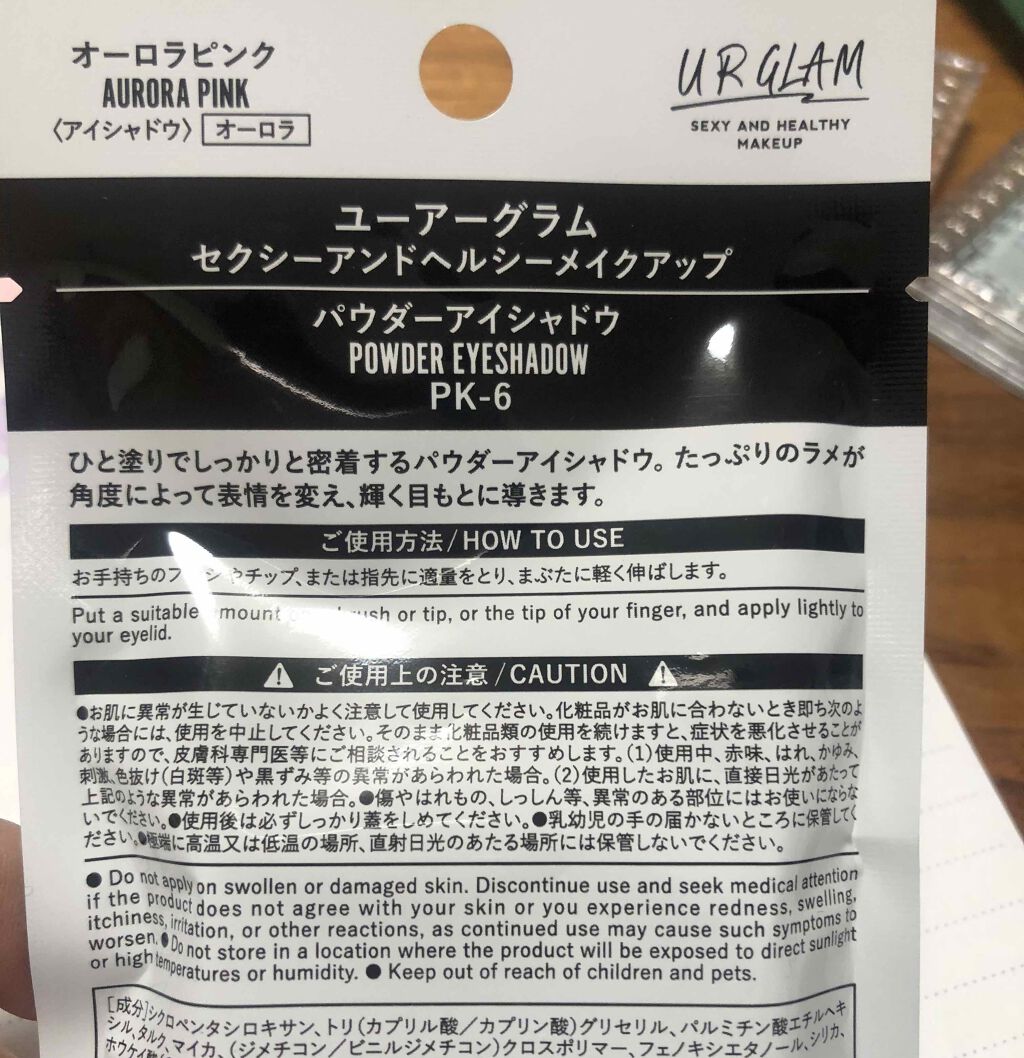 オーロラピンク
AURORA PINK
〈アイシャドウ〉 オーロラ
UR GLAM
SEXY AND HEALTHY
MAKEUP
ユーアーグラム
セクシーアンドヘルシーメイクアップ
パウダーアイシャドウ
POWDER EYESHADOW
PK-6
ひと塗りでしっかりと密着するパウダーアイシャドウ。たっぷりのラメが
角度によって表情を変え、輝く目もとに導きます。
ご使用方法/HOW TO USE
お手持ちの やチップ、または指先に適量をとり、まぶたに軽く伸ばします。
Put a suitable or tip, or the tip of your finger, and apply lightly to
your eyelid.
ご使用上の注意/CAUTION
●お肌に異常が生じていないかよく注意して使用してください。化粧品がお肌に合わないとき即ち次のよ
うな場合には、使用を中止してください。そのまま化粧品類の使用を続けますと、症状を悪化させることが
ありますので、皮膚科専門医等にご相談されることをおすすめします。(1)使用中、赤味、はれ、かゆみ、
刺激、色抜け(白斑等)や黒ずみ等の異常があらわれた場合。(2)使用したお肌に、直接日光があたって
上記のような異常があらわれた場合。●傷やはれもの、しっしん等、異常のある部位にはお使いにならな
いでください。●使用後は必ずしっかり蓋をしめてください。●乳幼児の手の届かないところに保管してく
ださい。●極端に高温又は低温の場所、直射日光のあたる場所には保管しないでください。
● Do not apply on swollen or damaged skin. Discontinue use and seek medical attention
if the product does not agree with your skin or you experience redness, swelling,
itchiness, irritation, or other reactions, as continued use may cause such symptoms to
worsen. ● Do not store in a location where the product will be exposed to direct sunlight
or high temperatures or humidity. ● Keep out of reach of children and pets.
[成分]シクロペンタシロキサン、トリ(カプリル酸/カプリン酸)グリセリル、パルミチン酸エチルヘキ
シル、タルク、マイカ、(ジメチコン/ビニルジメチコン)クロスポリマー、フェノキシエタノール、シリカ、